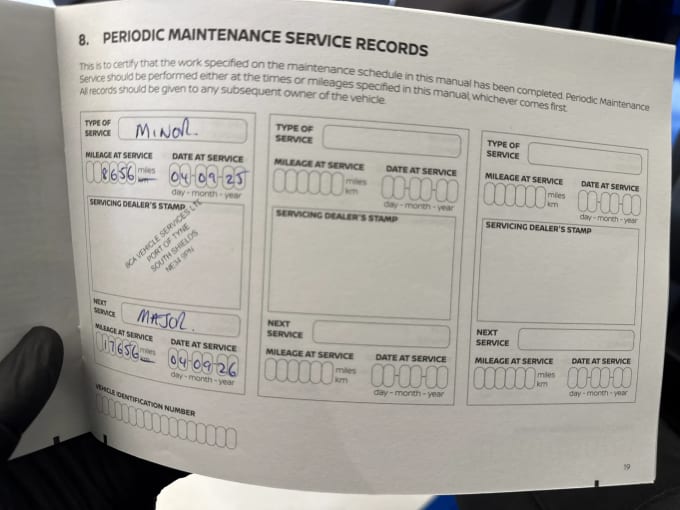 8. PERIODIC MAINTENANCE SERVICE RECORDS
This is to certify that the work specified on the maintenance schedule in this manual has been completed. Periodic Maintenance
Service should be performed either at the times or mileages specified in this manual, whichever comes first.
All records should be given to any subsequent owner of the vehicle.
TYPE OF
SERVICE
MINOR.
MILEAGE AT SERVICE
DATE AT SERVICE
8656
miles
km
04-09-25
day - month - year
SERVICING DEALER'S STAMP
BCA VEHICLE SERVICES LTD
PORT OF TYNE
SOUTH SHIELDS
NE34 9PN
NEXT
SERVICE
MAJOR.
MILEAGE AT SERVICE
DATE AT SERVICE
17656
miles
04-09-26
day - month - year
VEHICLE IDENTIFICATION NUMBER
TYPE OF
SERVICE
MILEAGE AT SERVICE
DATE AT SERVICE
miles
km
day - month - year
SERVICING DEALER'S STAMP
NEXT
SERVICE
MILEAGE AT SERVICE
DATE AT SERVICE
miles
km
day - month - year
TYPE OF
SERVICE
MILEAGE AT SERVICE
DATE AT SERVICE
miles
km
day - month - year
SERVICING DEALER'S STAMP
NEXT
SERVICE
MILEAGE AT SERVICE
DATE AT SERVICE
miles
km
day - month - year
19